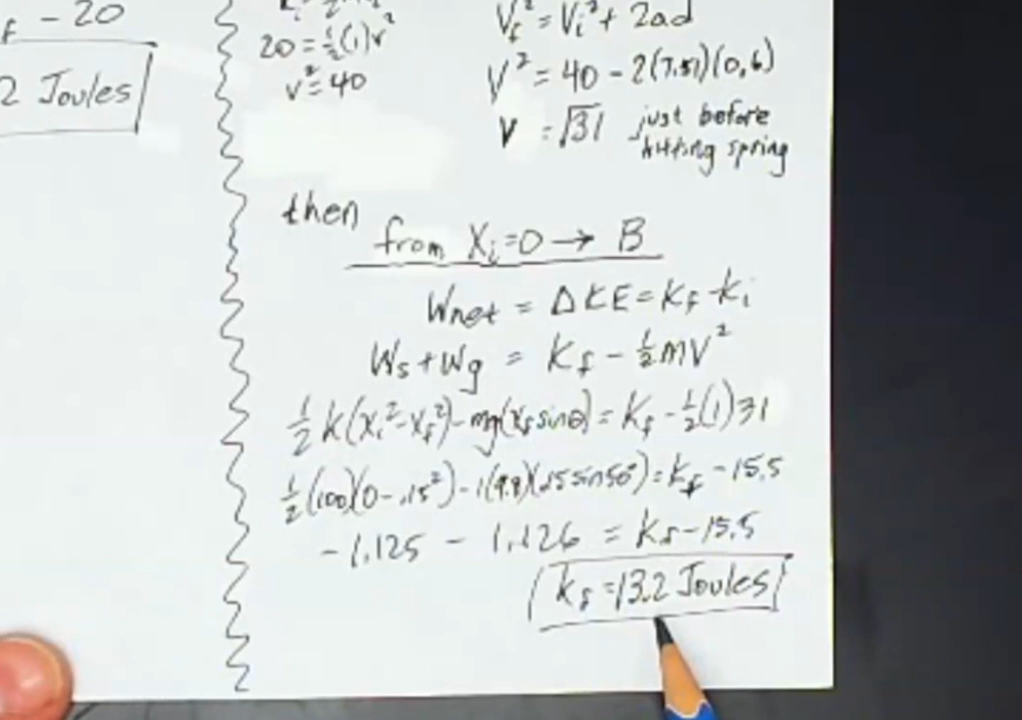 f - 20
2 Joules
20 = ½(1)v²
v² = 40
Vf² = Vi² + 2ad
V² = 40 - 2(7.51)(0,6)
V = √31 just before
hitting spring
then
from Xi=0 → B
Wnet = ΔKE = Kf - Ki
Ws + Wg = Kf - ½mV²
½k(xi²-xf²) - mg(xf sinθ) = Kf - ½(1)31
½(100)(0-.15²) - 1(9.8)(.15 sin50°) = Kf - 15.5
-1.125 - 1.126 = Kf - 15.5
Kf = 13.2 Joules